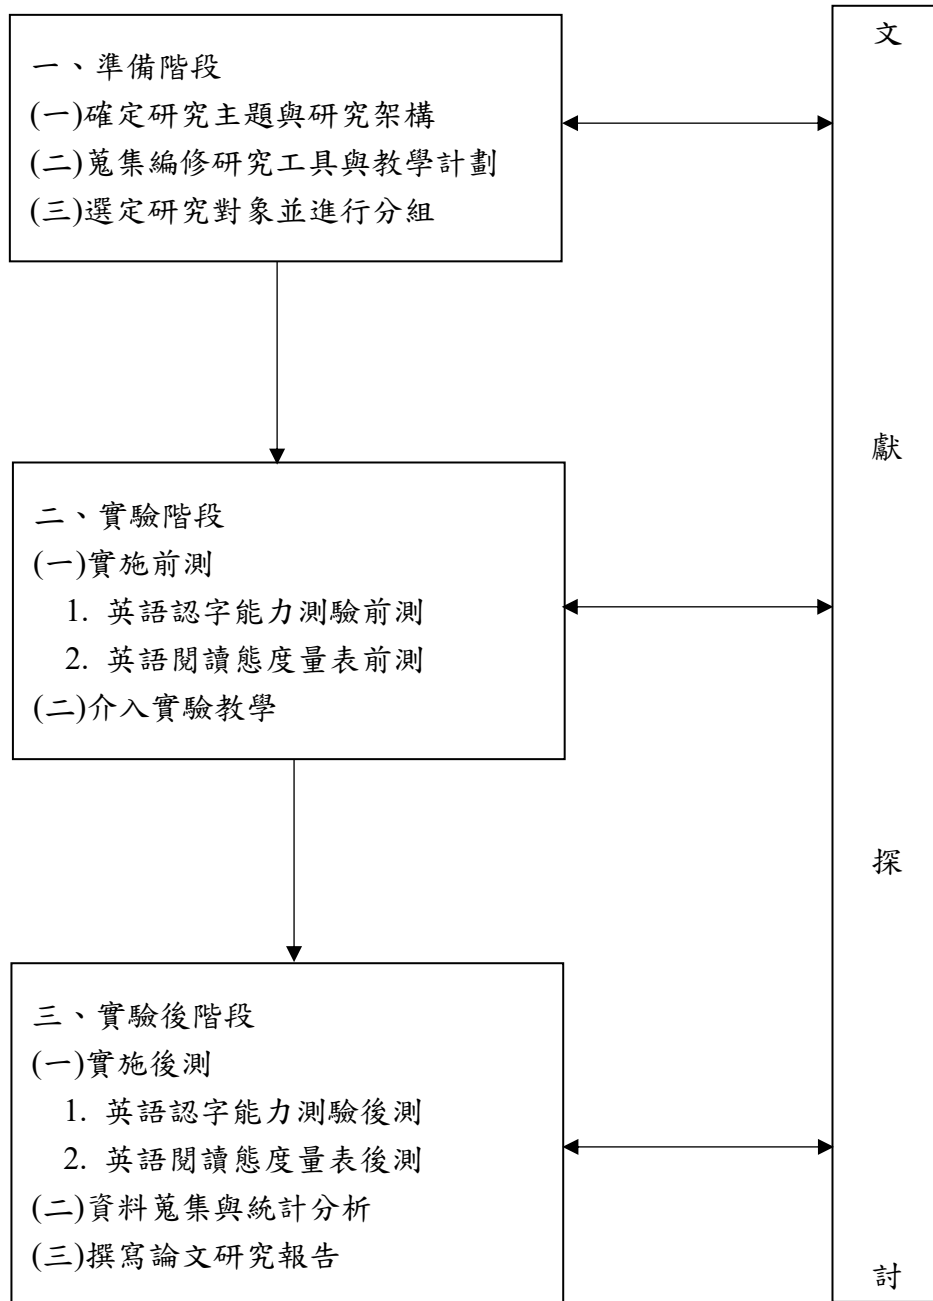 一、準備階段
(一)確定研究主題與研究架構
(二)蒐集編修研究工具與教學計劃
(三)選定研究對象並進行分組
二、實驗階段
(一)實施前測
1. 英語認字能力測驗前測
2. 英語閱讀態度量表前測
(二)介入實驗教學
三、實驗後階段
(一)實施後測
1. 英語認字能力測驗後測
2. 英語閱讀態度量表後測
(二)資料蒐集與統計分析
(三)撰寫論文研究報告
文
獻
探
討